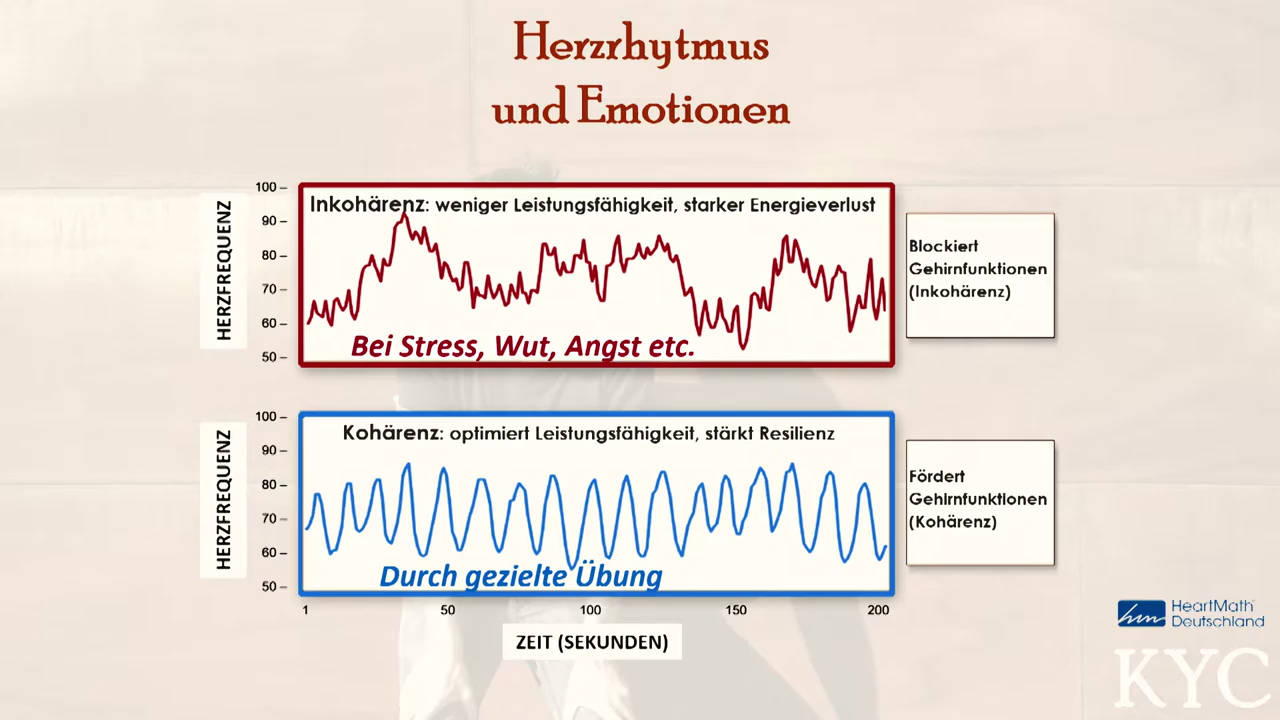 Herzrhytmus
und Emotionen
HERZFREQUENZ
100
90
80
70
60
50
Inkohärenz: weniger Leistungsfähigkeit, starker Energieverlust
Bei Stress, Wut, Angst etc.
Blockiert
Gehirnfunktionen
(Inkohärenz)
HERZFREQUENZ
100
90
80
70
60
50
Kohärenz: optimiert Leistungsfähigkeit, stärkt Resilienz
Durch gezielte Übung
Fördert
Gehirnfunktionen
(Kohärenz)
1 50 100 150 200
ZEIT (SEKUNDEN)
hm HeartMath
Deutschland
KYC